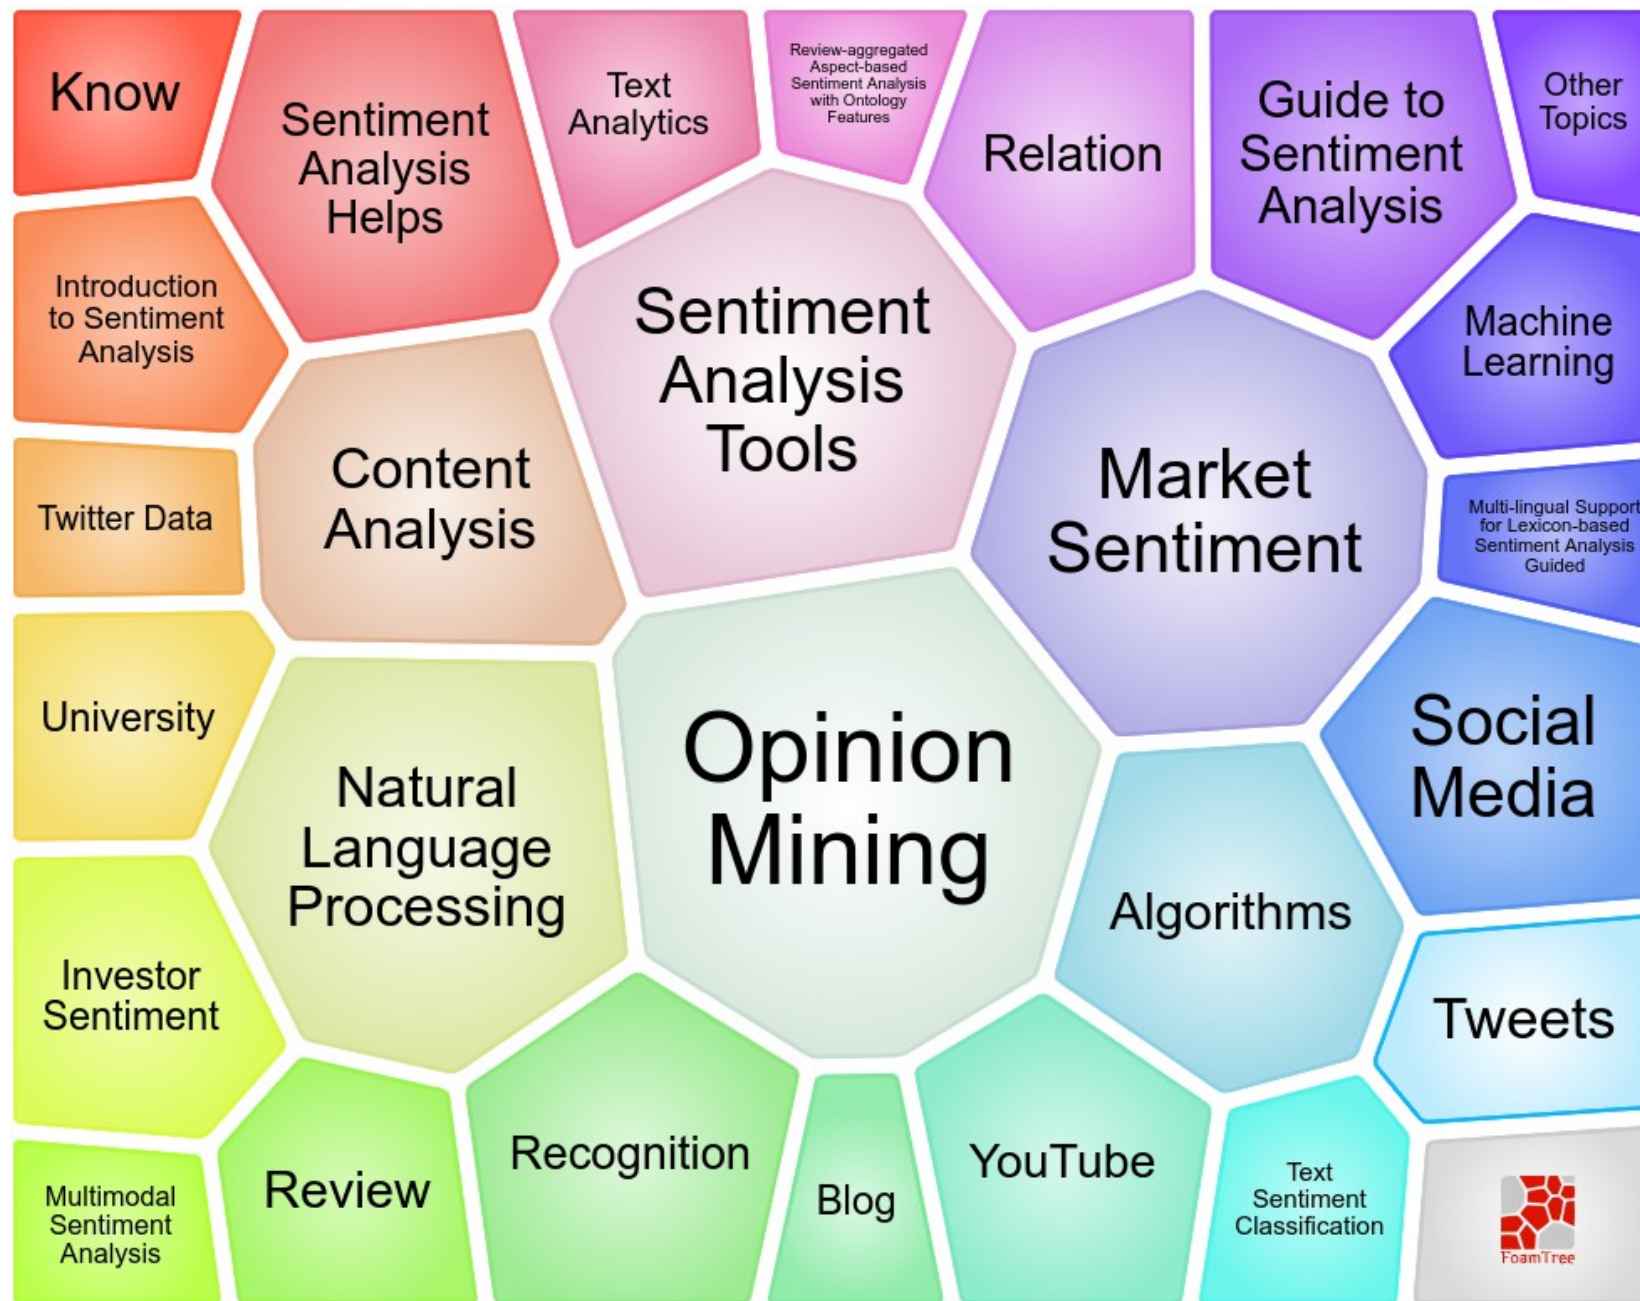 Know
Sentiment
Analysis
Helps
Text
Analytics
Review-aggregated
Aspect-based
Sentiment Analysis
with Ontology
Features
Relation
Guide to
Sentiment
Analysis
Other
Topics
Introduction
to Sentiment
Analysis
Sentiment
Analysis
Tools
Machine
Learning
Content
Analysis
Market
Sentiment
Twitter Data
Multi-lingual Support
for Lexicon-based
Sentiment Analysis
Guided
University
Natural
Language
Processing
Opinion
Mining
Social
Media
Algorithms
Investor
Sentiment
Tweets
Multimodal
Sentiment
Analysis
Review
Recognition
Blog
YouTube
Text
Sentiment
Classification
FoamTree